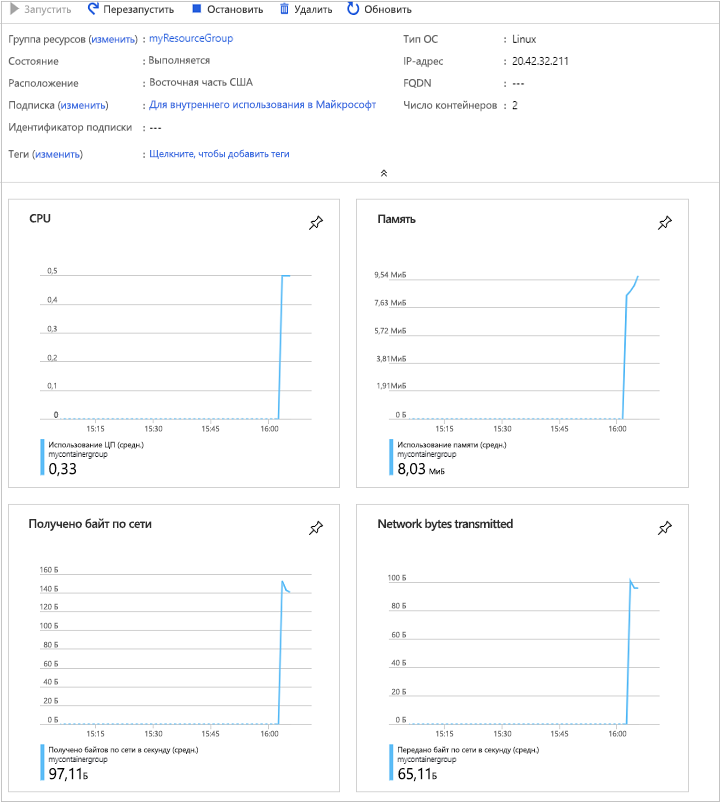 Запустить Перезапустить Остановить Удалить Обновить
Группа ресурсов (изменить) : myResourceGroup Тип ОС : Linux
Состояние : Выполняется IP-адрес : 20.42.32.211
Расположение : Восточная часть США FQDN : ---
Подписка (изменить) : Для внутреннего использования в Майкрософт Число контейнеров : 2
Идентификатор подписки : ---
Теги (изменить) : Щелкните, чтобы добавить теги
CPU
0,5
0,4
0,3
0,2
0,1
0
15:15 15:30 15:45 16:00
Использование ЦП (средн.)
mycontainergroup
0,33
Память
9,54 МиБ
7,63 МиБ
5,72 МиБ
3,81МиБ
1,91МиБ
0 Б
15:15 15:30 15:45 16:00
Использование памяти (средн.)
mycontainergroup
8,03 МиБ
Получено байт по сети
160 Б
140 Б
120 Б
100 Б
80 Б
60 Б
40 Б
20 Б
0 Б
15:15 15:30 15:45 16:00
Получено байтов по сети в секунду (средн.)
mycontainergroup
97,11Б
Network bytes transmitted
100 Б
80 Б
60 Б
40 Б
20 Б
0 Б
15:15 15:30 15:45 16:00
Передано байт по сети в секунду (средн.)
mycontainergroup
65,11Б